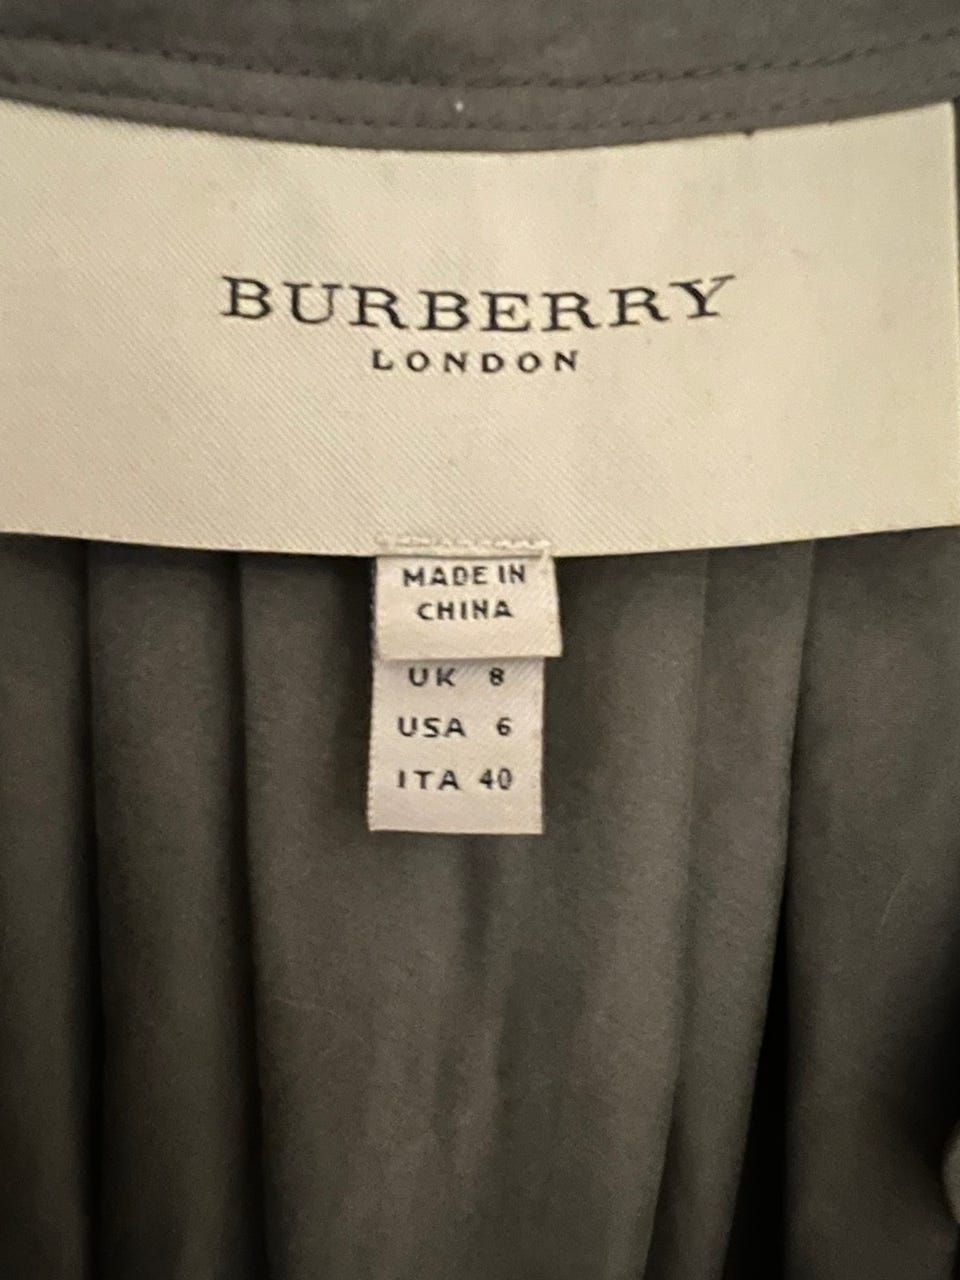 BURBERRY
LONDON
MADE IN
CHINA
UK 8
USA 6
ITA 40